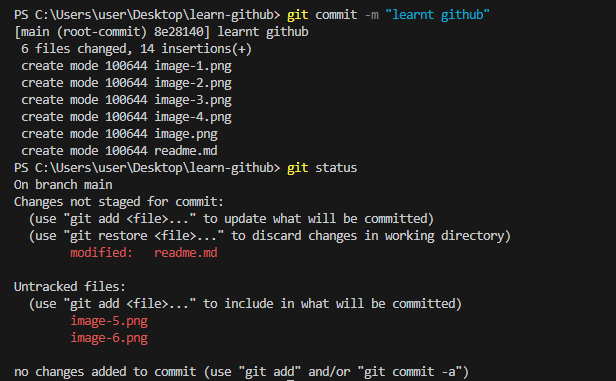 PS C:\Users\user\Desktop\learn-github> git commit -m "learnt github"
[main (root-commit) 8e28140] learnt github
 6 files changed, 14 insertions(+)
 create mode 100644 image-1.png
 create mode 100644 image-2.png
 create mode 100644 image-3.png
 create mode 100644 image-4.png
 create mode 100644 image.png
 create mode 100644 readme.md
PS C:\Users\user\Desktop\learn-github> git status
On branch main
Changes not staged for commit:
  (use "git add <file>..." to update what will be committed)
  (use "git restore <file>..." to discard changes in working directory)
        modified:   readme.md

Untracked files:
  (use "git add <file>..." to include in what will be committed)
        image-5.png
        image-6.png

no changes added to commit (use "git add" and/or "git commit -a")